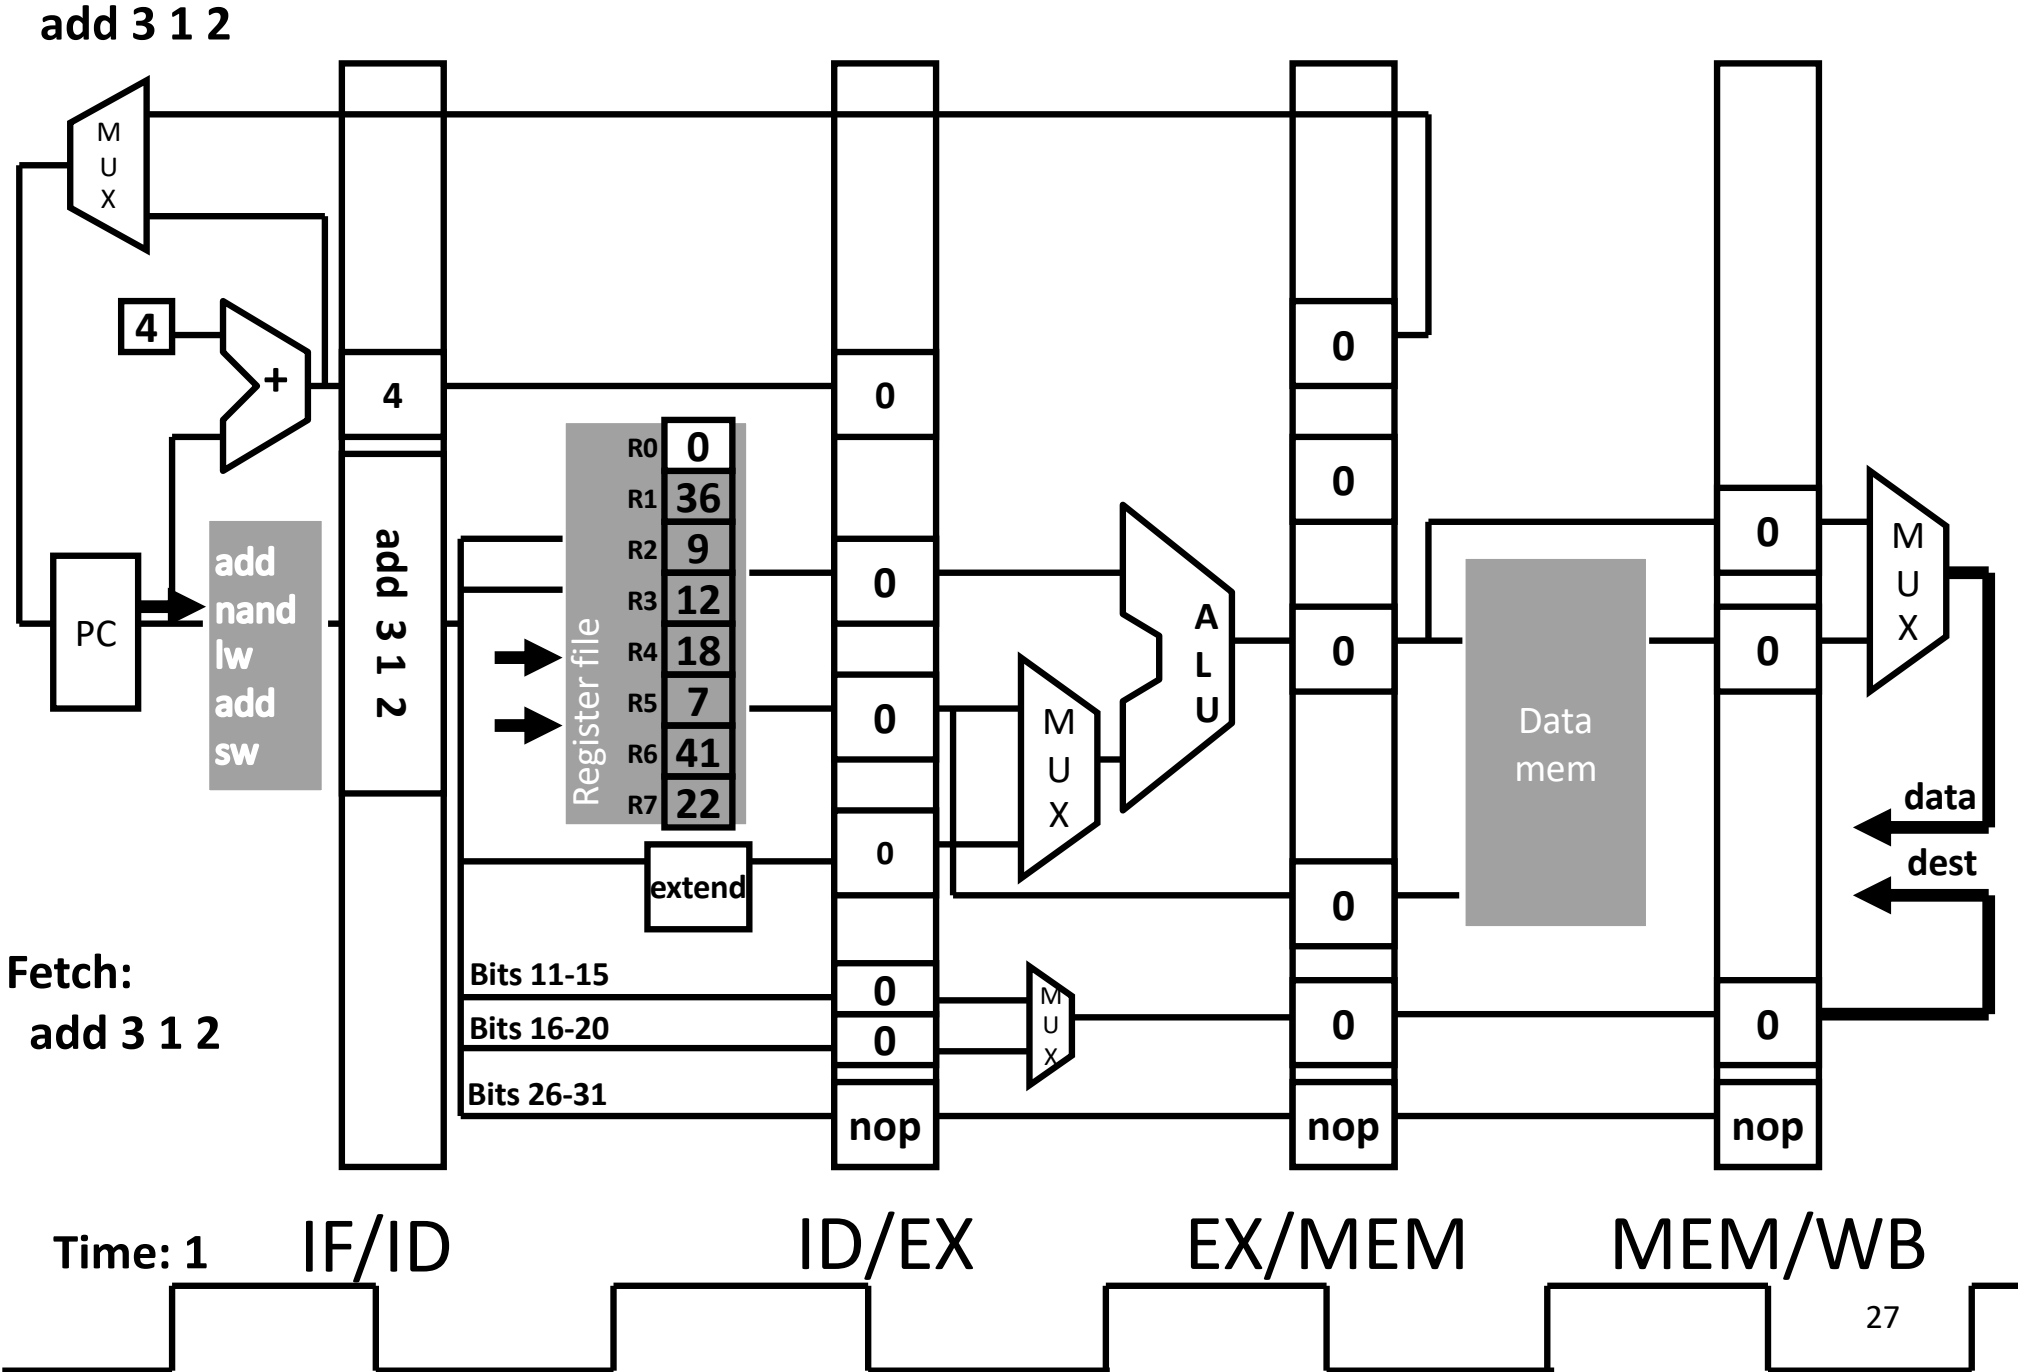 add 3 1 2
M
U
X
4
+
4
0
0
0
R0 0
R1 36
R2 9
R3 12
R4 18
R5 7
R6 41
R7 22
Register file
PC
add
nand
lw
add
sw
add 3 1 2
0
0
0
extend
M
U
X
A
L
U
0
0
Data
mem
0
0
M
U
X
data
dest
Fetch:
add 3 1 2
Bits 11-15
Bits 16-20
Bits 26-31
0
0
nop
M
U
X
0
nop
0
nop
Time: 1
IF/ID
ID/EX
EX/MEM
MEM/WB
27